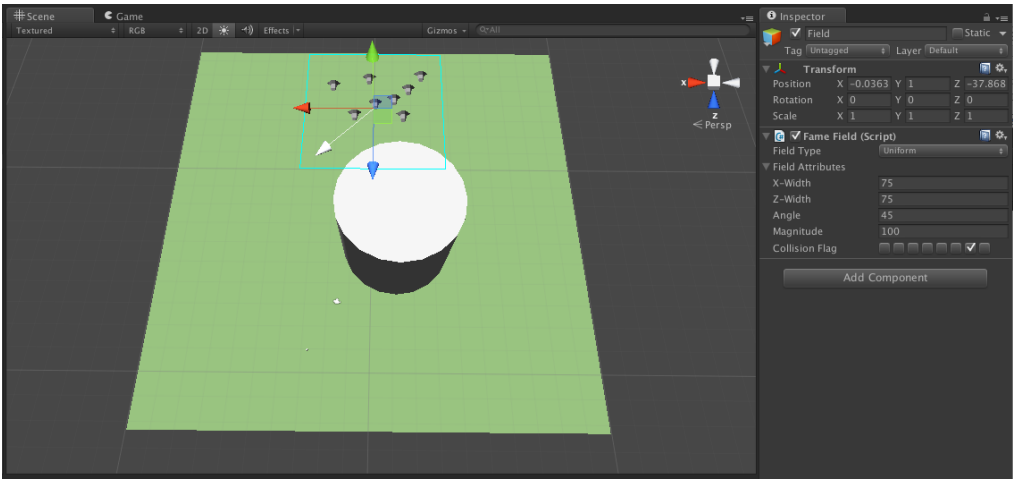 Scene
Game
Textured RGB 2D Effects Gizmos All
x
z
Persp
Inspector
Field Static
Tag Untagged Layer Default
Transform
Position X -0.0363 Y 1 Z -37.868
Rotation X 0 Y 0 Z 0
Scale X 1 Y 1 Z 1
Fame Field (Script)
Field Type Uniform
Field Attributes
X-Width 75
Z-Width 75
Angle 45
Magnitude 100
Collision Flag
Add Component